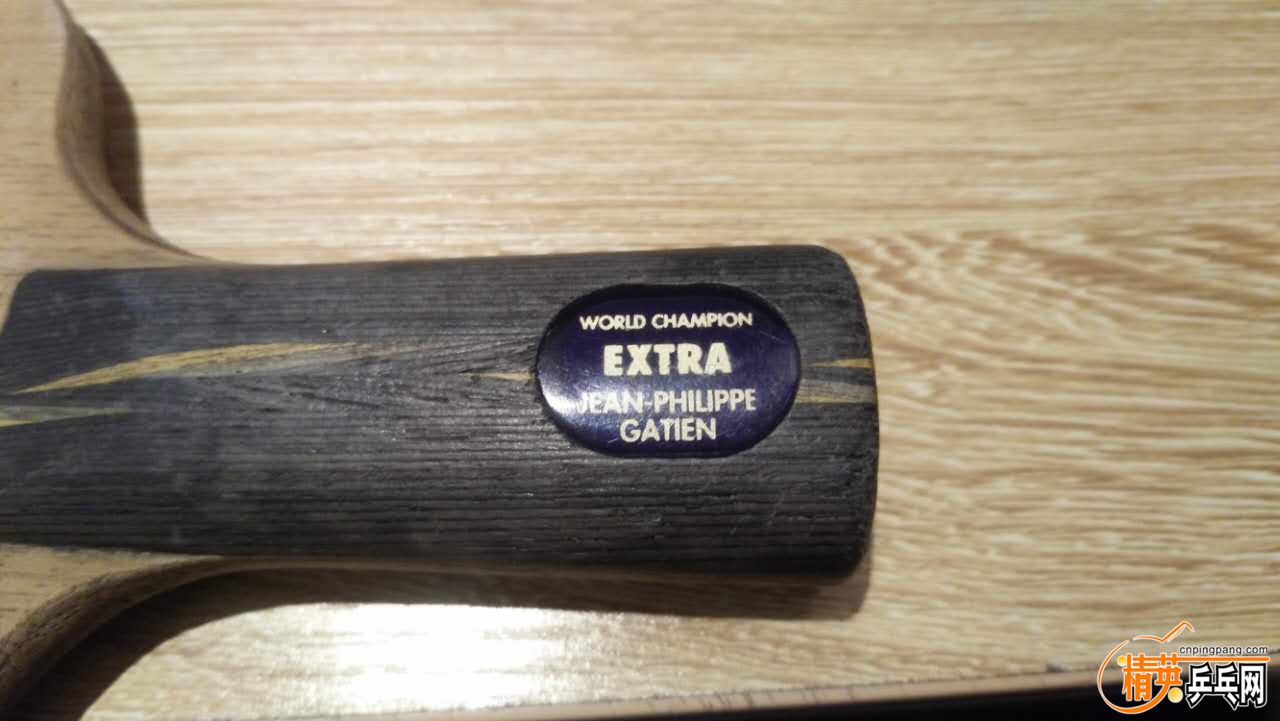 WORLD CHAMPION
EXTRA
JEAN-PHILIPPE
GATIEN
cnpingpang.com
精英乒乓网